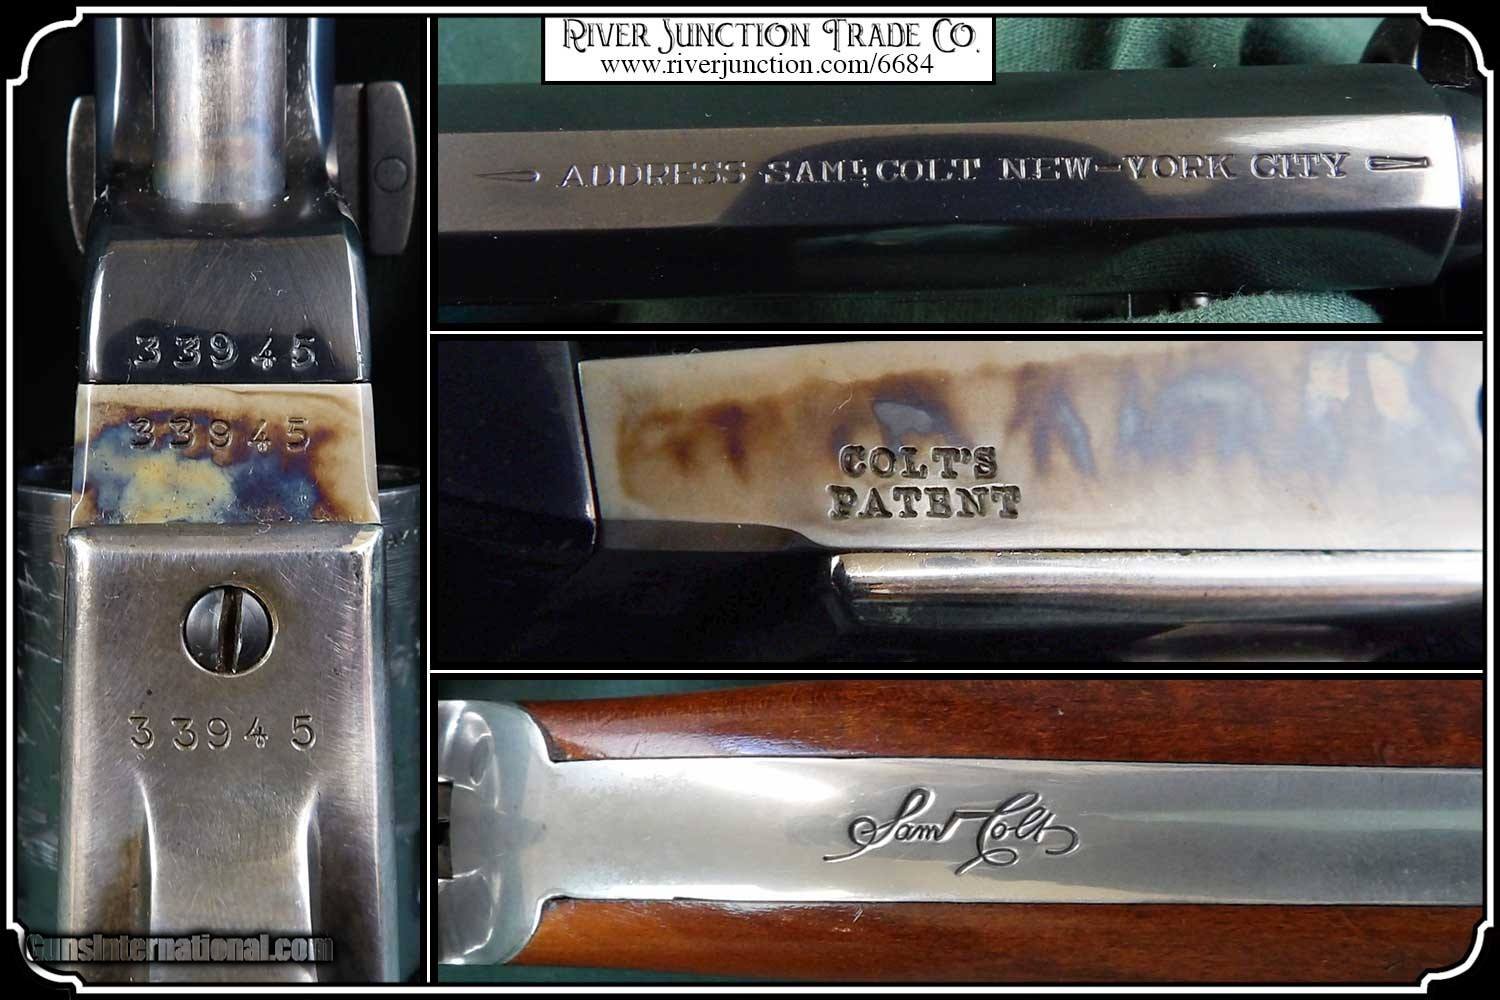 RIVER JUNCTION TRADE CO.
www.riverjunction.com/6684
ADDRESS SAML COLT NEW-YORK CITY
33945
33945
COLT'S
PATENT
33945
Sam Colt
GunsInternational.com